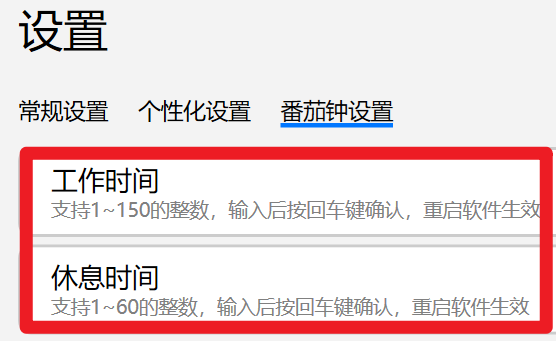 设置
常规设置 个性化设置 番茄钟设置
工作时间
支持1~150的整数，输入后按回车键确认，重启软件生效
休息时间
支持1~60的整数，输入后按回车键确认，重启软件生效